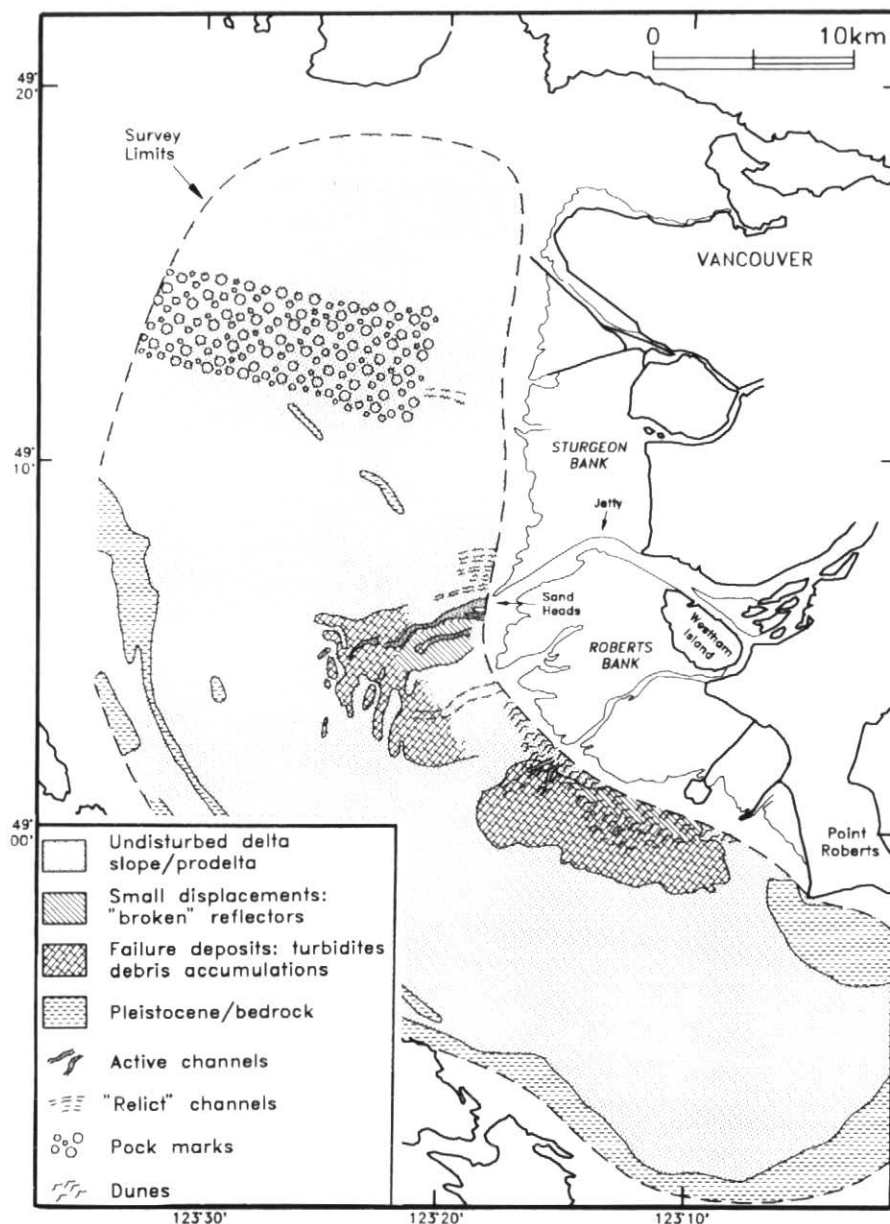 0 10km
49°
20'
Survey
Limits
VANCOUVER
49°
10'
STURGEON
BANK
Jetty
Sand
Heads
Westham
Island
ROBERTS
BANK
49°
00'
Point
Roberts
Undisturbed delta
slope/prodelta
Small displacements:
"broken" reflectors
Failure deposits: turbidites
debris accumulations
Pleistocene/bedrock
Active channels
"Relict" channels
Pock marks
Dunes
123°30' 123°20' 123°10'